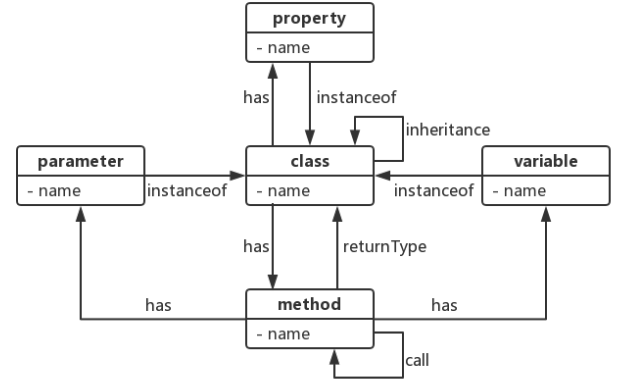 property
- name
has
instanceof
inheritance
parameter
class
variable
- name
instanceof
- name
instanceof
- name
has
returnType
has
method
has
- name
call